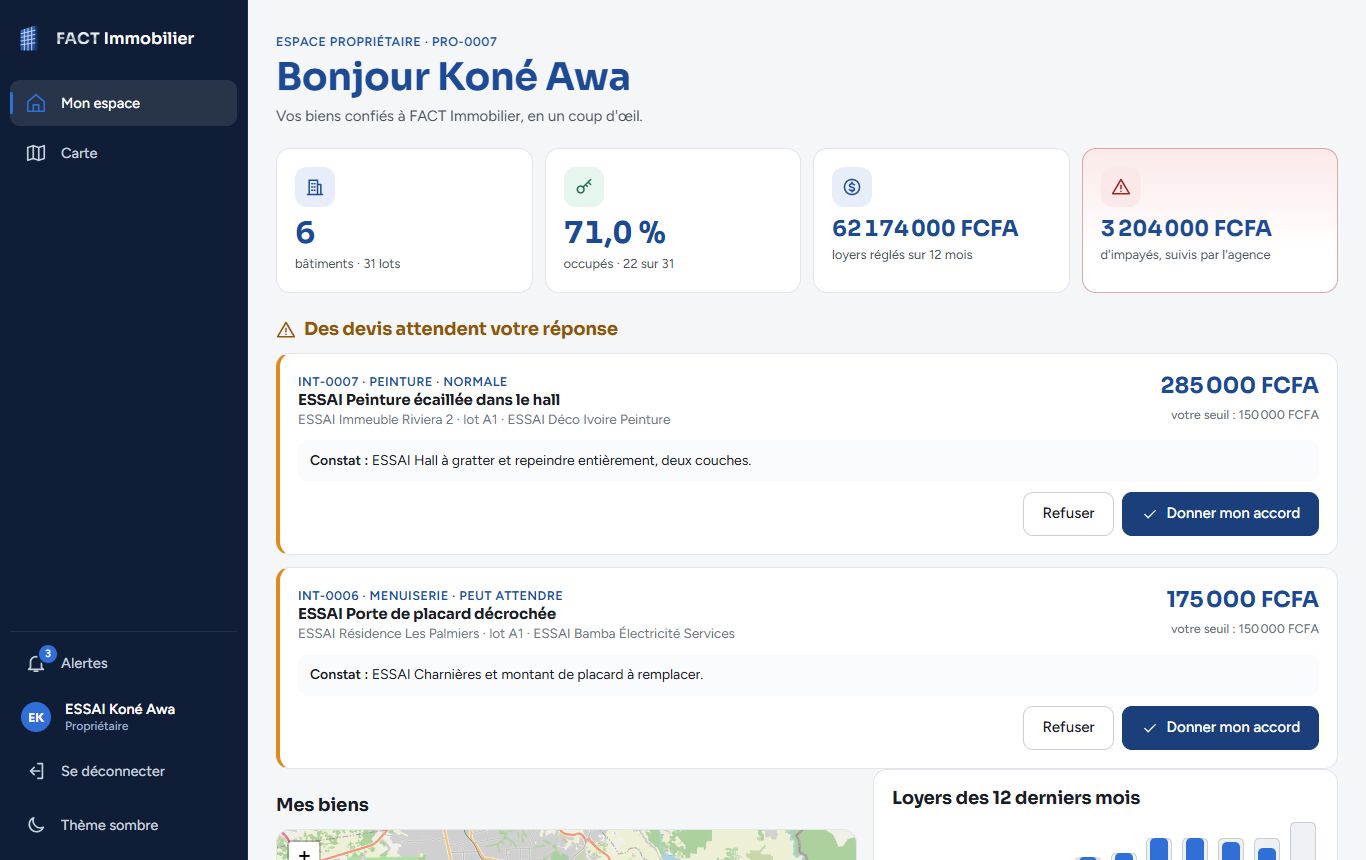 FACT Immobilier
Mon espace
Carte
3
Alertes
EK
ESSAI Koné Awa
Propriétaire
Se déconnecter
Thème sombre
ESPACE PROPRIÉTAIRE · PRO-0007
Bonjour Koné Awa
Vos biens confiés à FACT Immobilier, en un coup d'œil.
6
bâtiments · 31 lots
71,0 %
occupés · 22 sur 31
62 174 000 FCFA
loyers réglés sur 12 mois
3 204 000 FCFA
d'impayés, suivis par l'agence
Des devis attendent votre réponse
INT-0007 · PEINTURE · NORMALE
ESSAI Peinture écaillée dans le hall
ESSAI Immeuble Riviera 2 · lot A1 · ESSAI Déco Ivoire Peinture
285 000 FCFA
votre seuil : 150 000 FCFA
Constat : ESSAI Hall à gratter et repeindre entièrement, deux couches.
Refuser
Donner mon accord
INT-0006 · MENUISERIE · PEUT ATTENDRE
ESSAI Porte de placard décrochée
ESSAI Résidence Les Palmiers · lot A1 · ESSAI Bamba Électricité Services
175 000 FCFA
votre seuil : 150 000 FCFA
Constat : ESSAI Charnières et montant de placard à remplacer.
Refuser
Donner mon accord
Mes biens
+
Loyers des 12 derniers mois